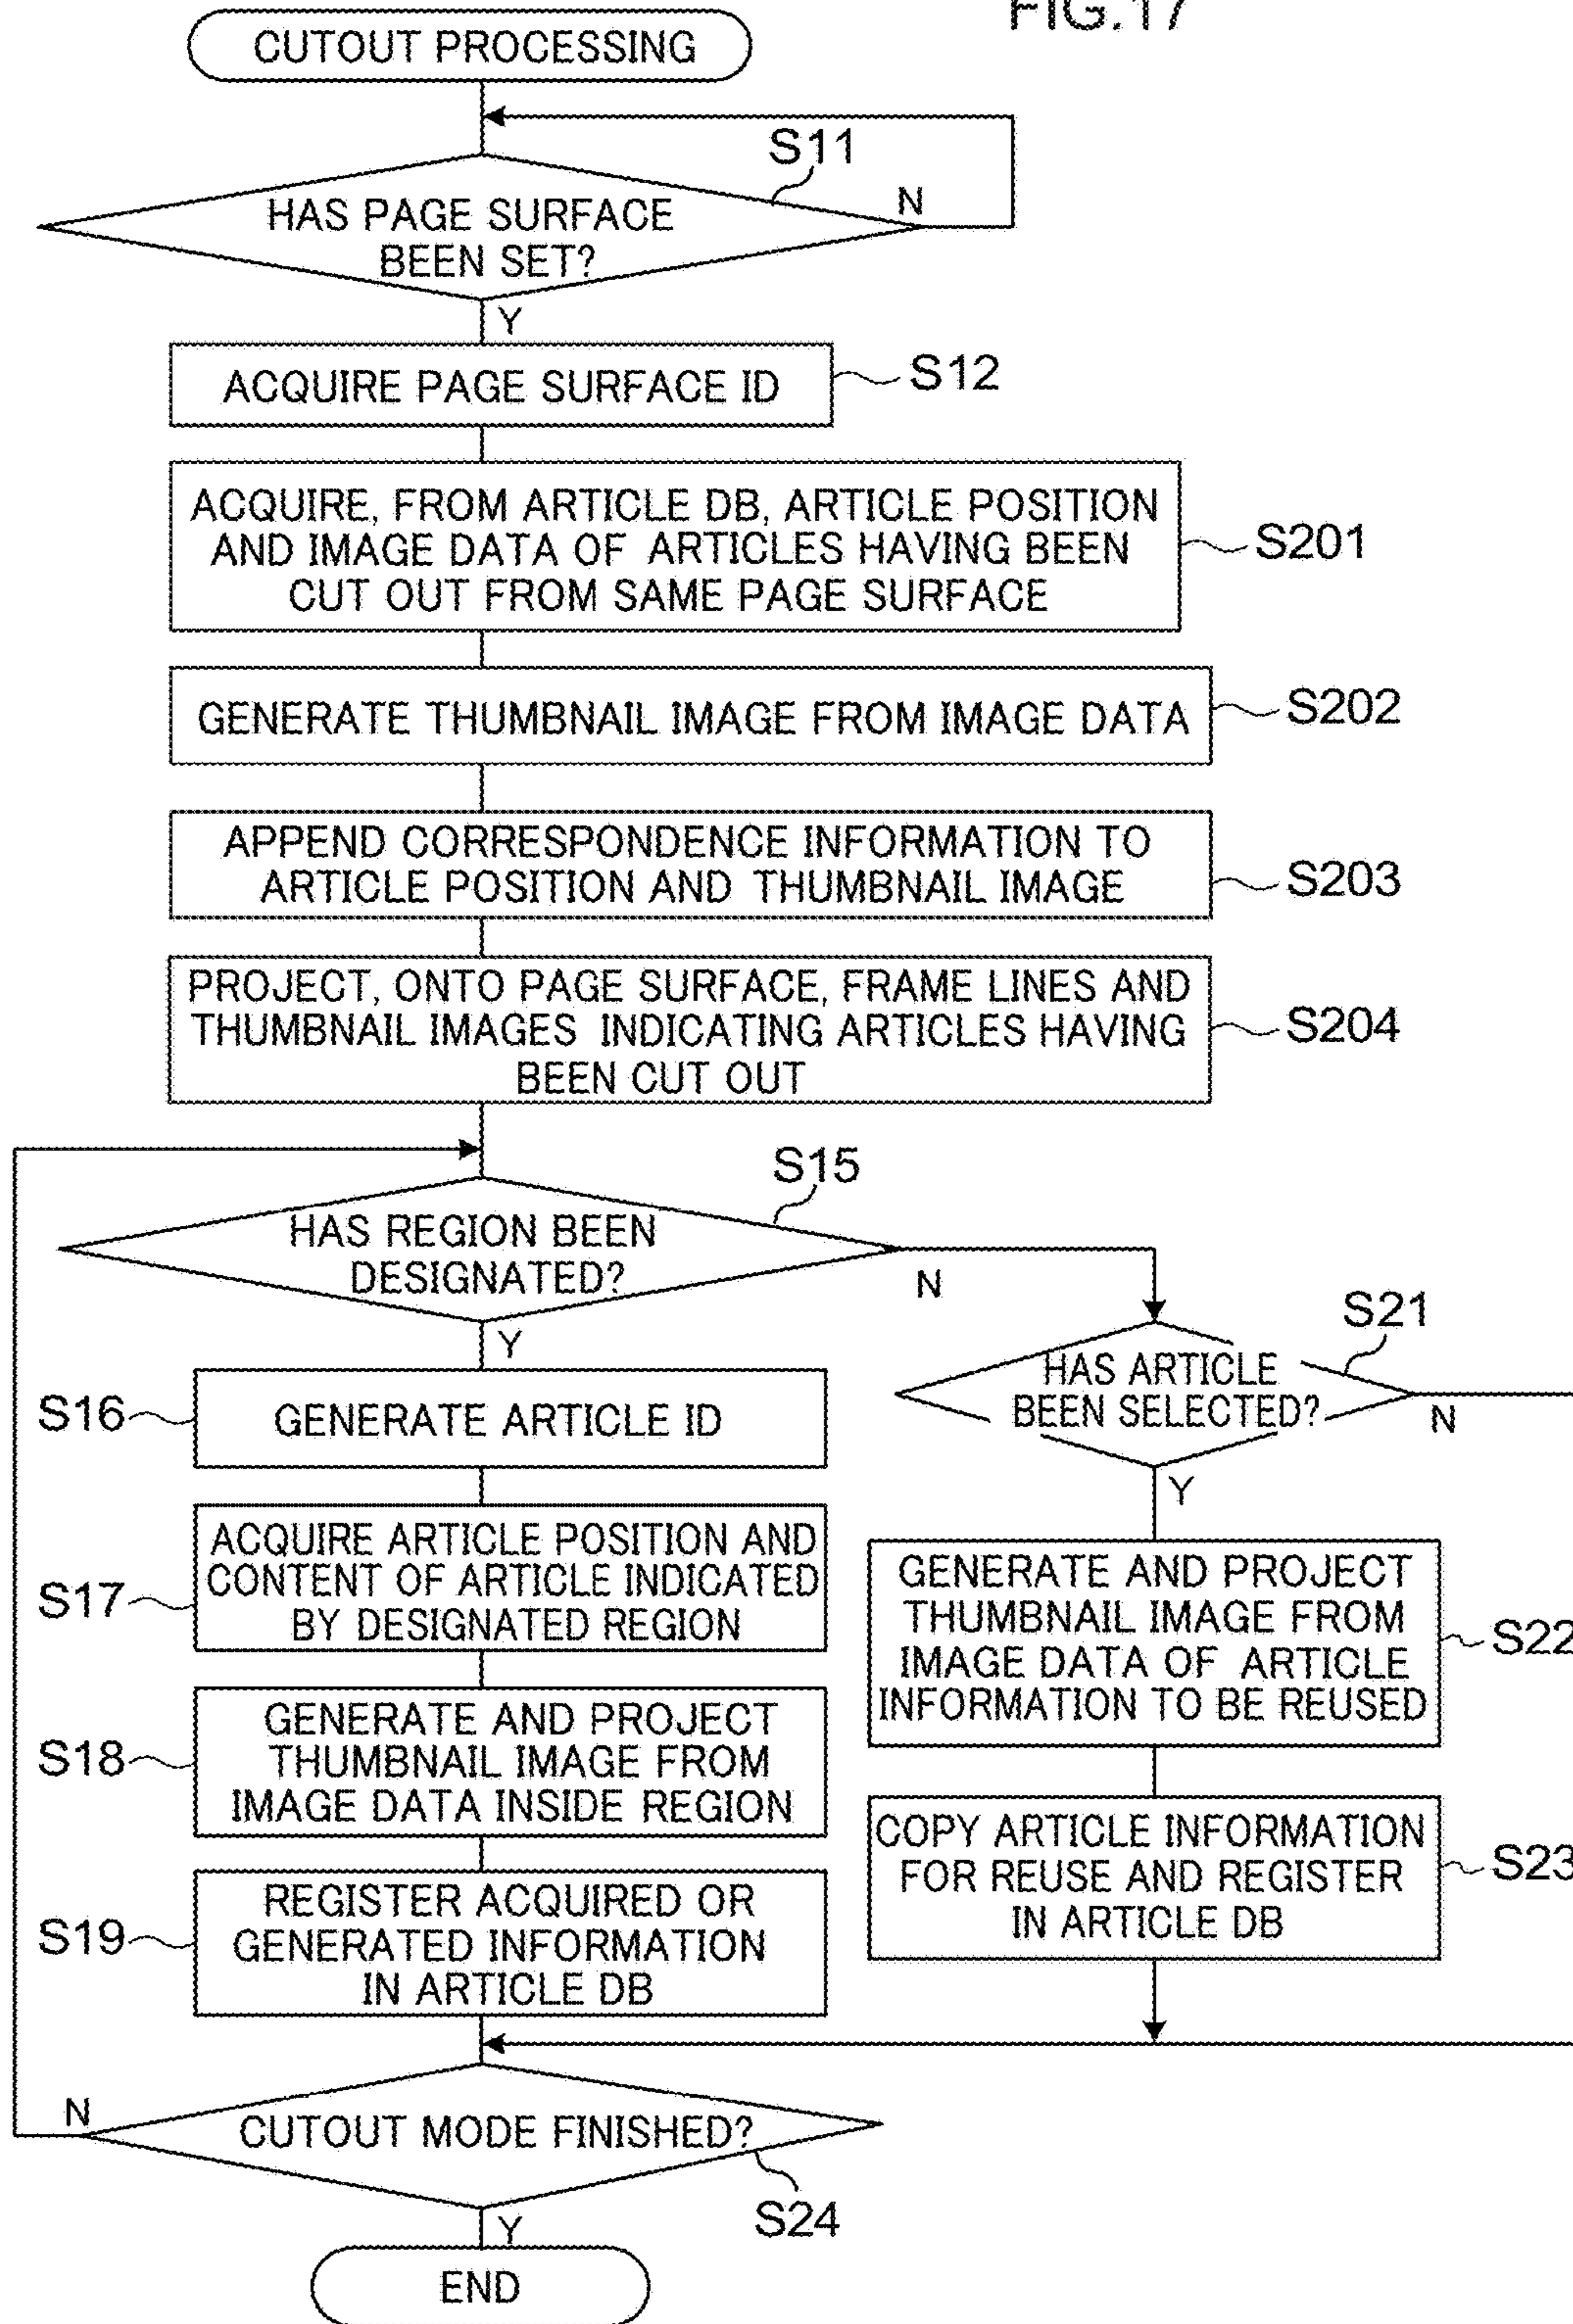 FIG.17
CUTOUT PROCESSING
S11
HAS PAGE SURFACE
BEEN SET?
N
Y
ACQUIRE PAGE SURFACE ID
S12
ACQUIRE, FROM ARTICLE DB, ARTICLE POSITION
AND IMAGE DATA OF ARTICLES HAVING BEEN
CUT OUT FROM SAME PAGE SURFACE
S201
GENERATE THUMBNAIL IMAGE FROM IMAGE DATA
S202
APPEND CORRESPONDENCE INFORMATION TO
ARTICLE POSITION AND THUMBNAIL IMAGE
S203
PROJECT, ONTO PAGE SURFACE, FRAME LINES AND
THUMBNAIL IMAGES INDICATING ARTICLES HAVING
BEEN CUT OUT
S204
S15
HAS REGION BEEN
DESIGNATED?
N
Y
S16
GENERATE ARTICLE ID
S17
ACQUIRE ARTICLE POSITION AND
CONTENT OF ARTICLE INDICATED
BY DESIGNATED REGION
S18
GENERATE AND PROJECT
THUMBNAIL IMAGE FROM
IMAGE DATA INSIDE REGION
S19
REGISTER ACQUIRED OR
GENERATED INFORMATION
IN ARTICLE DB
S21
HAS ARTICLE
BEEN SELECTED?
N
Y
GENERATE AND PROJECT
THUMBNAIL IMAGE FROM
IMAGE DATA OF ARTICLE
INFORMATION TO BE REUSED
S22
COPY ARTICLE INFORMATION
FOR REUSE AND REGISTER
IN ARTICLE DB
S23
N
CUTOUT MODE FINISHED?
S24
Y
END